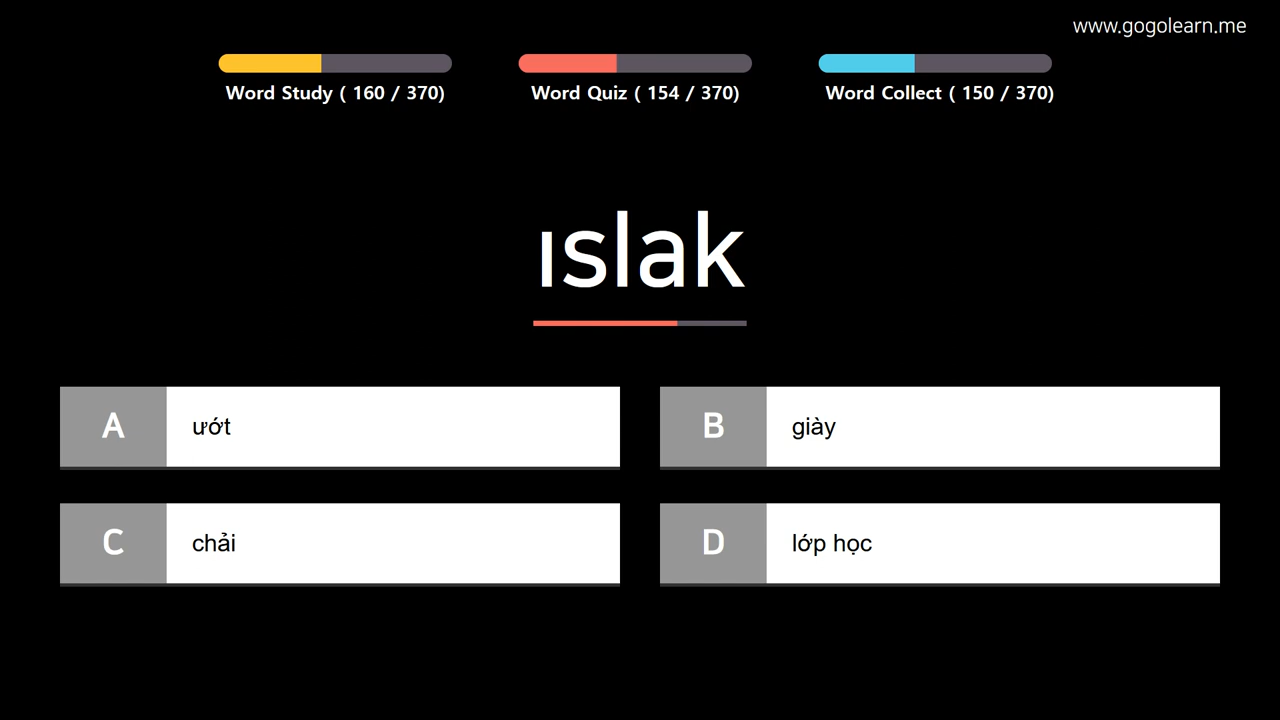 www.gogolearn.me
Word Study ( 160 / 370)
Word Quiz ( 154 / 370)
Word Collect ( 150 / 370)
ıslak
A ướt
B giày
C chải
D lớp học